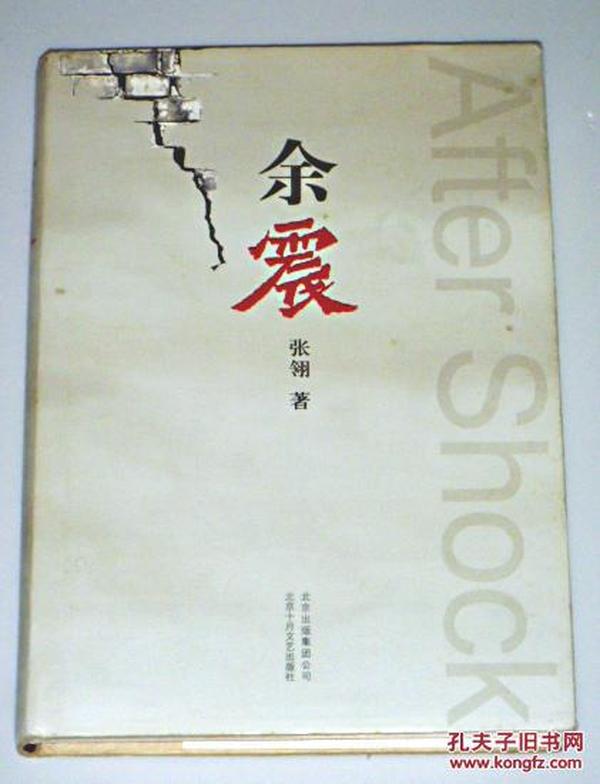 余震
张翎 著
After Shock
北京出版集团公司
北京十月文艺出版社
孔夫子旧书网
www.kongfz.com